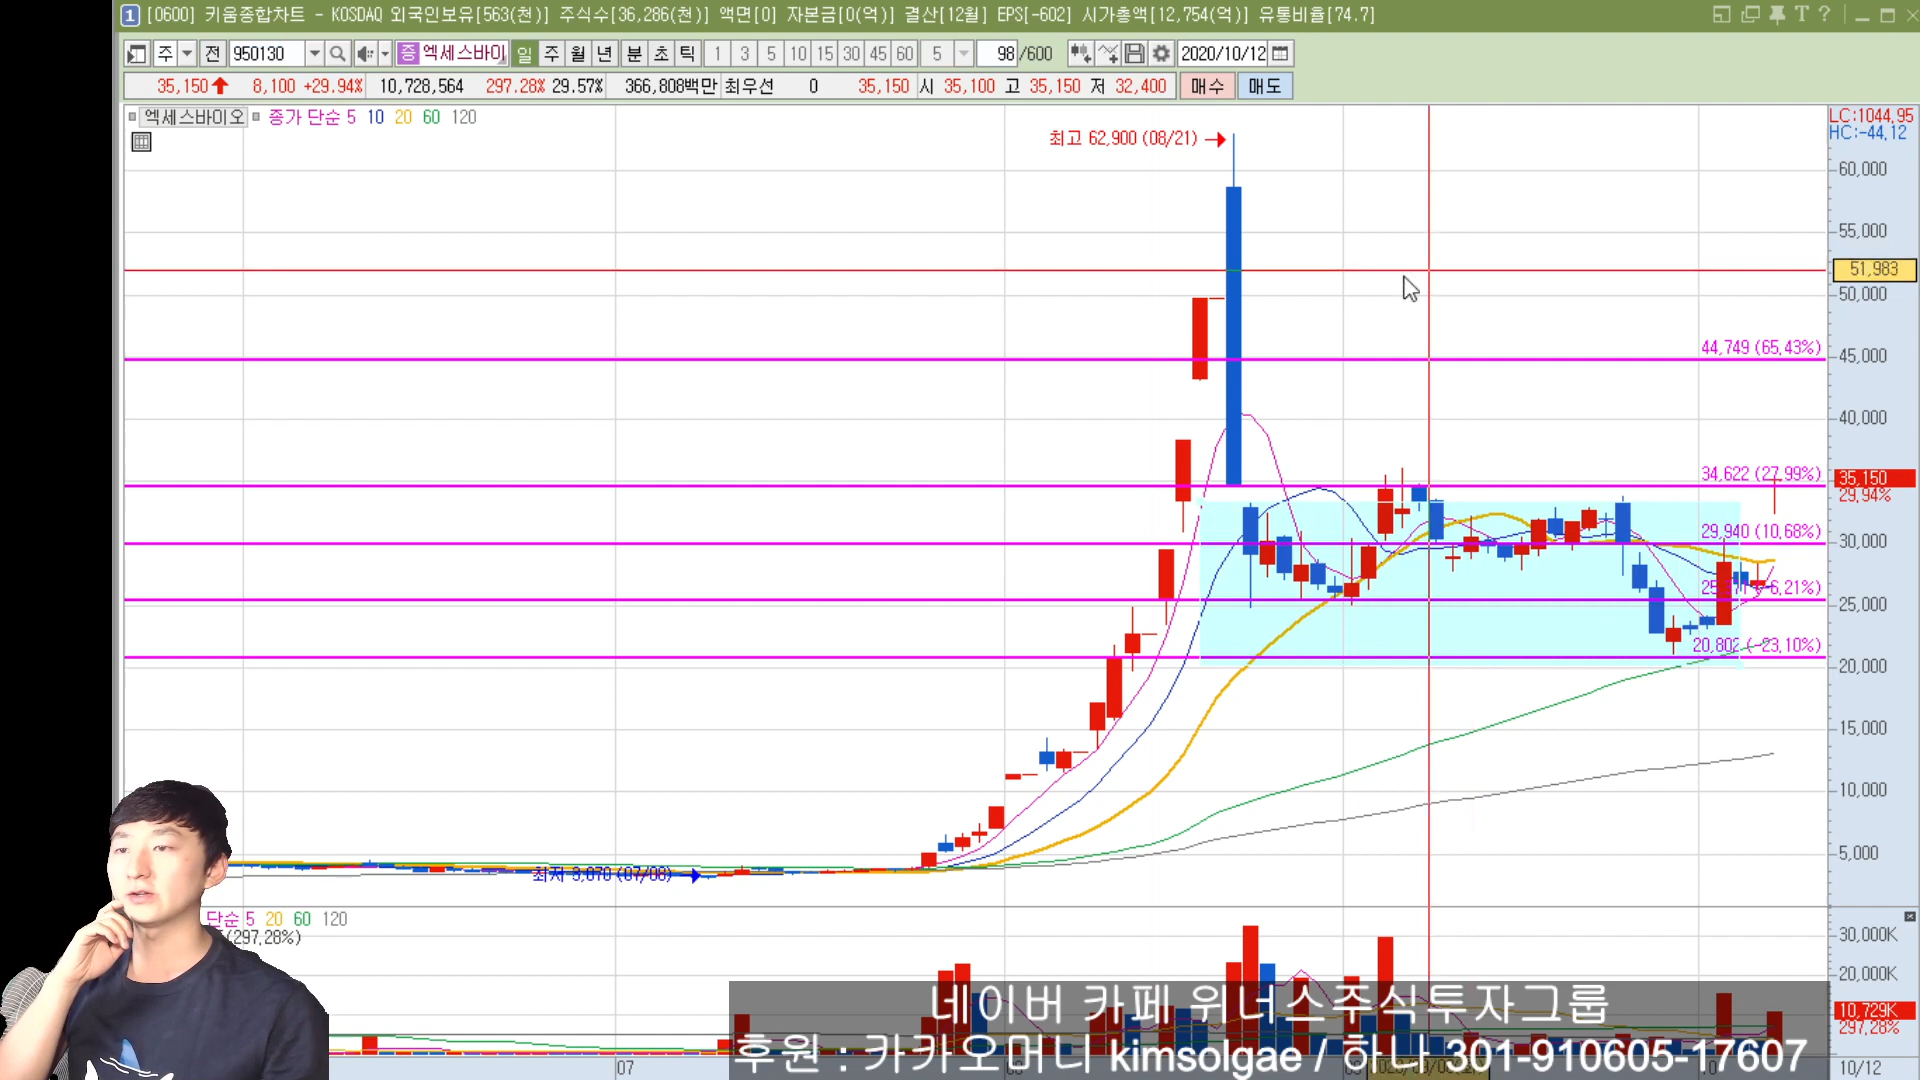 1 [0600] 키움종합차트 - KOSDAQ 외국인보유[563(천)] 주식수[36,286(천)] 액면[0] 자본금[0(억)] 결산[12월] EPS[-602] 시가총액[12,754(억)] 유통비율[74.7]
주 전 950130 증 엑세스바이 일 주 월 년 분 초 틱 1 3 5 10 15 30 45 60 5 98 /600 2020/10/12
35,150 8,100 +29.94% 10,728,564 297.28% 29.57% 366,808백만 최우선 0 35,150 시 35,100 고 35,150 저 32,400 매수 매도
엑세스바이오 종가 단순 5 10 20 60 120
LC:1044.95
HC:-44.12
최고 62,900 (08/21)
60,000
55,000
51,983
50,000
44,749 (65.43%)
45,000
40,000
34,622 (27.99%)
35,150
29.94%
29,940 (10.68%)
30,000
25,000
20,802 (-23.10%)
20,000
15,000
10,000
5,000
최저 3,070 (07/08)
단순 5 20 60 120
(297.28%)
30,000K
20,000K
10,729K
297.28%
네이버 카페 위너스주식투자그룹
후원 : 카카오머니 kimsolgae / 하나 301-910605-17607
07
10/12